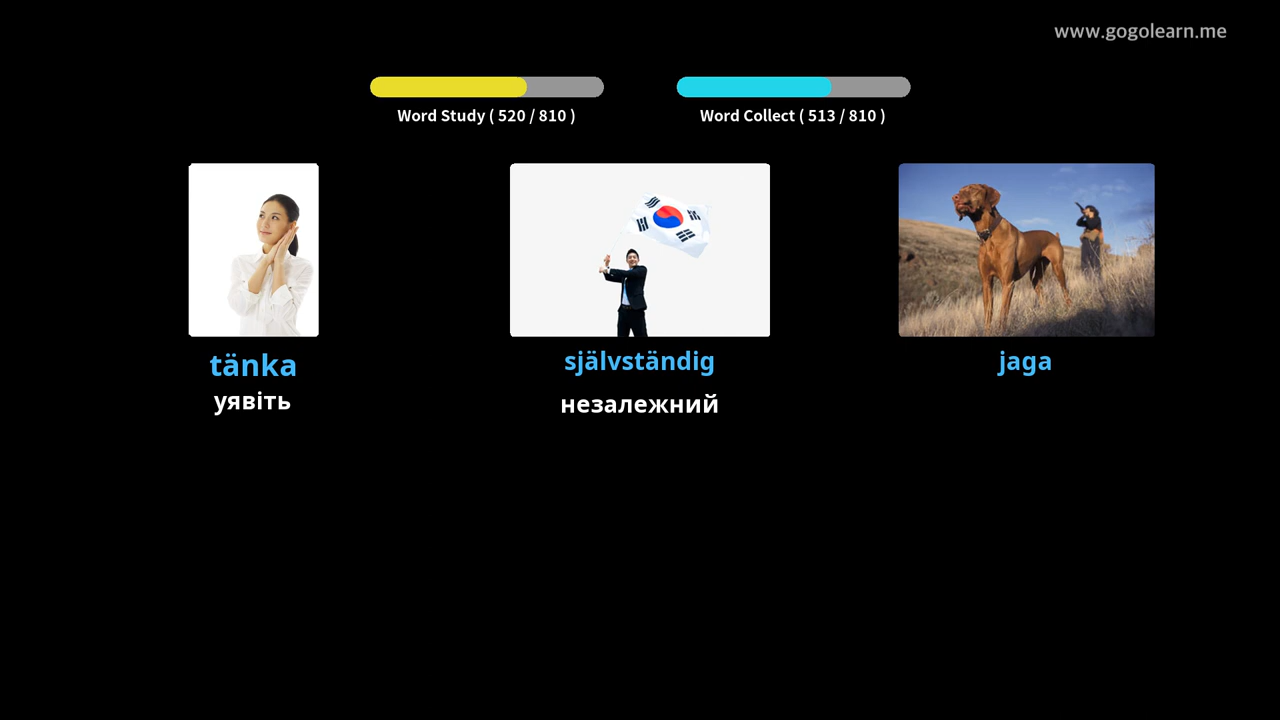 www.gogolearn.me
Word Study ( 520 / 810 )
Word Collect ( 513 / 810 )
tänka
уявіть
självständig
незалежний
jaga